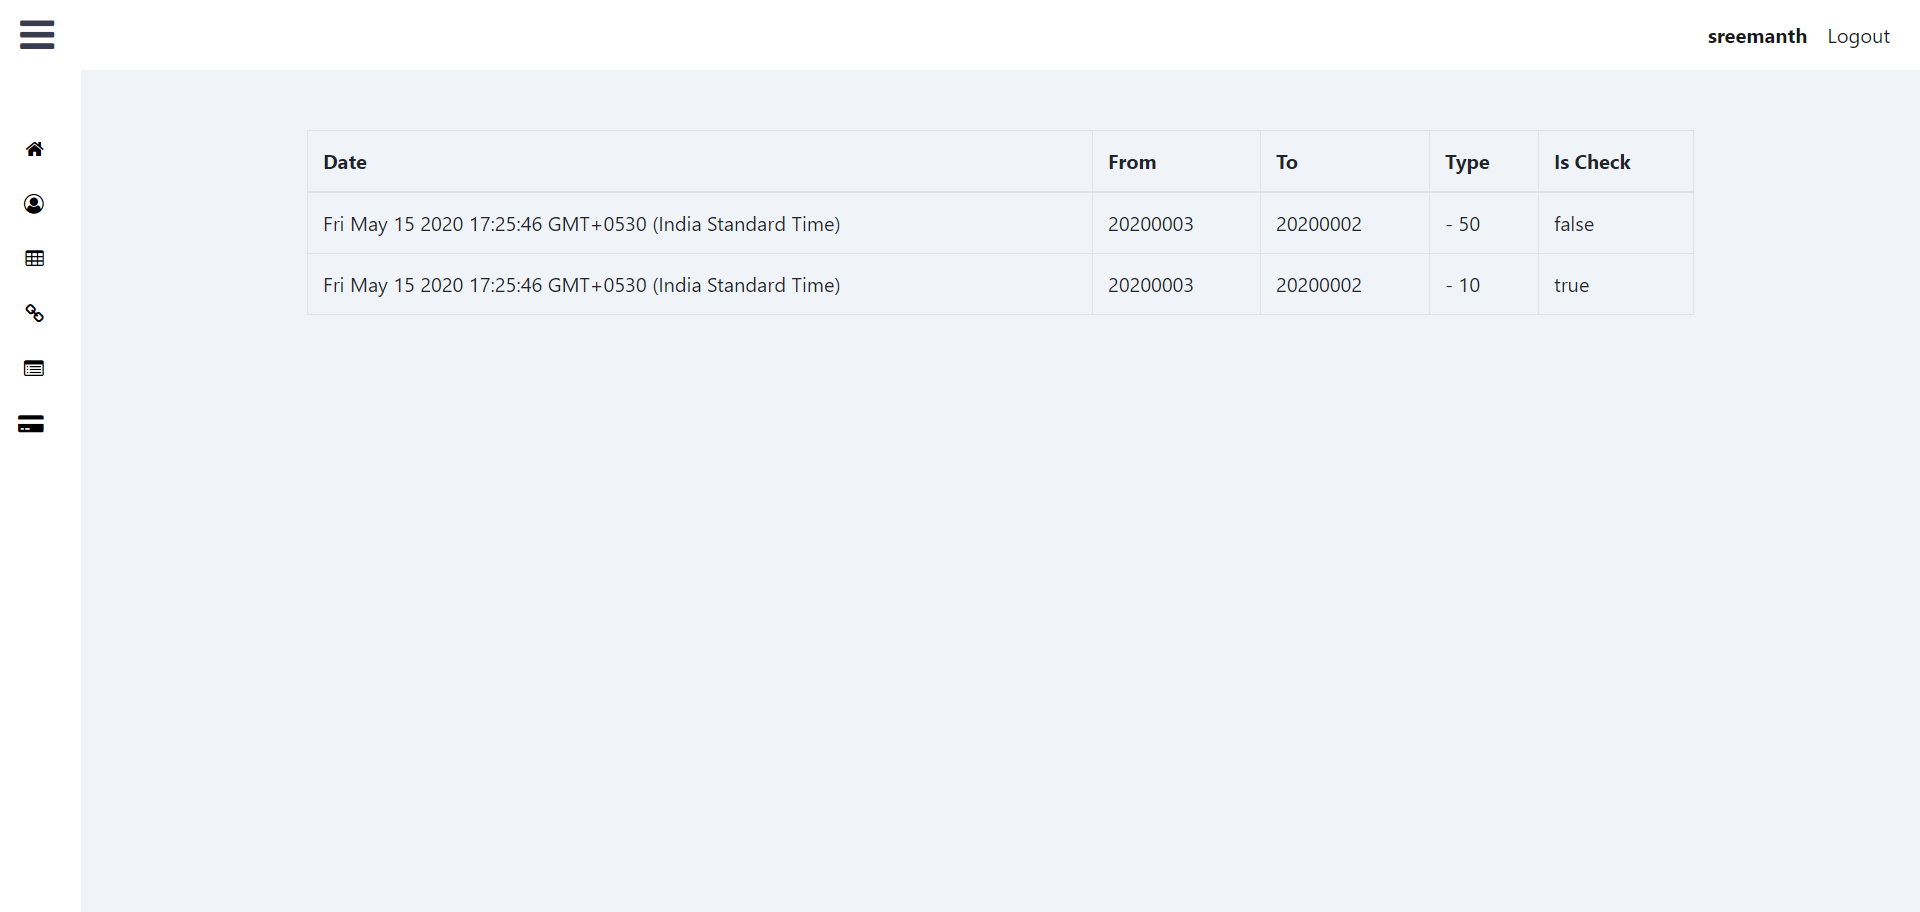 sreemanth Logout
Date From To Type Is Check
Fri May 15 2020 17:25:46 GMT+0530 (India Standard Time) 20200003 20200002 - 50 false
Fri May 15 2020 17:25:46 GMT+0530 (India Standard Time) 20200003 20200002 - 10 true